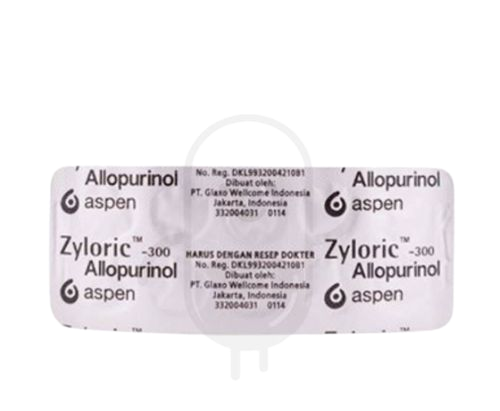 Allopurinol
aspen
No. Reg. DKL9932004210B1
Dibuat oleh:
PT. Glaxo Wellcome Indonesia
Jakarta, Indonesia
332004031 0114
Allopurinol
aspen
Zyloric™ -300
Allopurinol
aspen
HARUS DENGAN RESEP DOKTER
No. Reg. DKL9932004210B1
Dibuat oleh:
PT. Glaxo Wellcome Indonesia
Jakarta, Indonesia
332004031 0114
Zyloric™ -300
Allopurinol
aspen